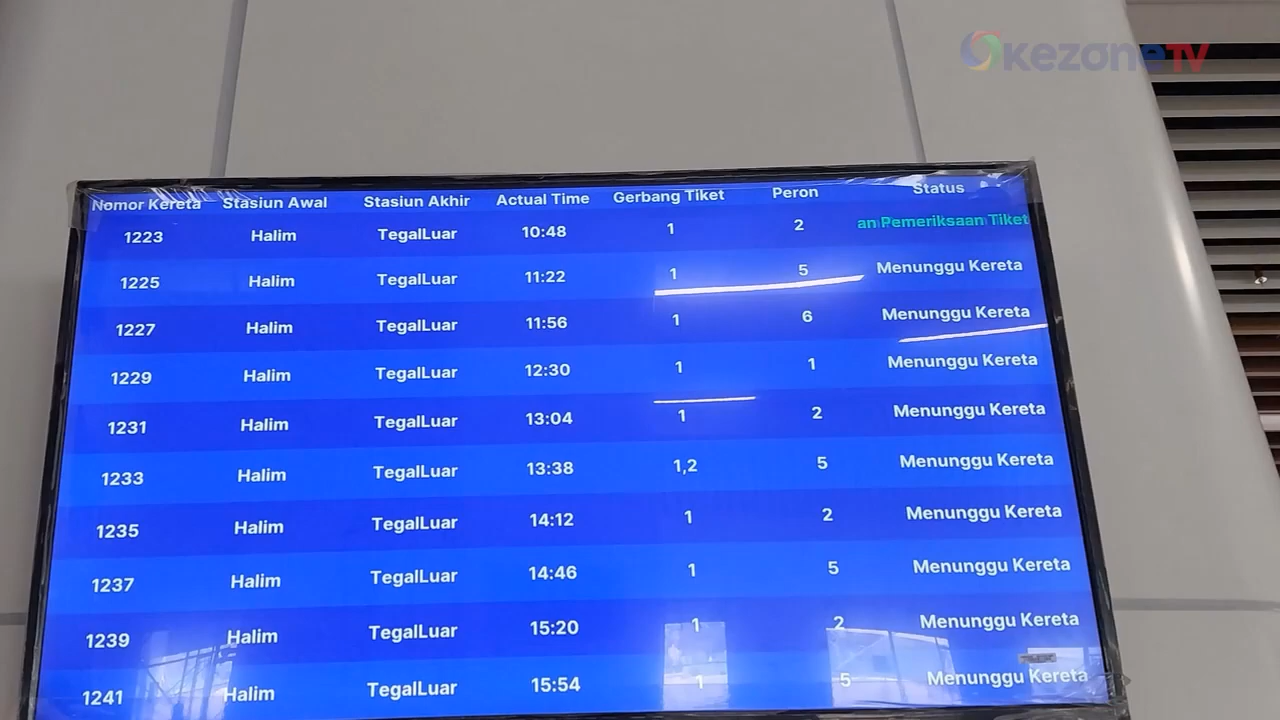 OkezoneTV
Nomor Kereta Stasiun Awal Stasiun Akhir Actual Time Gerbang Tiket Peron Status
1223 Halim TegalLuar 10:48 1 2 an Pemeriksaan Tiket
1225 Halim TegalLuar 11:22 1 5 Menunggu Kereta
1227 Halim TegalLuar 11:56 1 6 Menunggu Kereta
1229 Halim TegalLuar 12:30 1 1 Menunggu Kereta
1231 Halim TegalLuar 13:04 1 2 Menunggu Kereta
1233 Halim TegalLuar 13:38 1,2 5 Menunggu Kereta
1235 Halim TegalLuar 14:12 1 2 Menunggu Kereta
1237 Halim TegalLuar 14:46 1 5 Menunggu Kereta
1239 Halim TegalLuar 15:20 1 2 Menunggu Kereta
1241 Halim TegalLuar 15:54 1 5 Menunggu Kereta